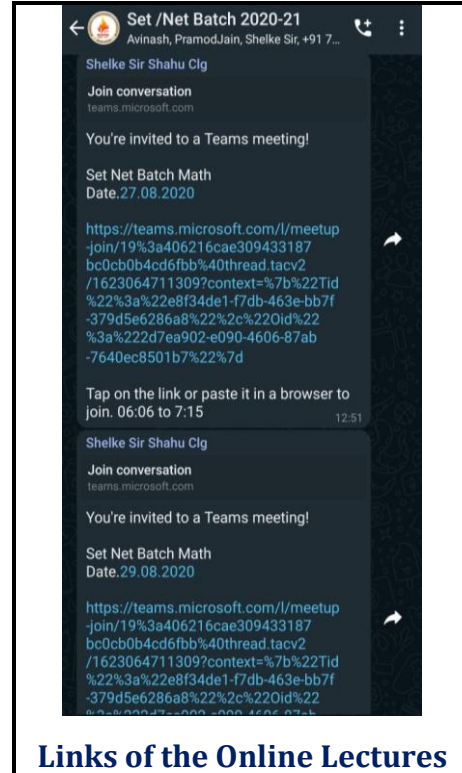 Set /Net Batch 2020-21
Avinash, PramodJain, Shelke Sir, +91 7...
Shelke Sir Shahu Clg
Join conversation
teams.microsoft.com
You're invited to a Teams meeting!
Set Net Batch Math
Date.27.08.2020
https://teams.microsoft.com/l/meetup
-join/19%3a406216cae309433187
bc0cb0b4cd6fbb%40thread.tacv2
/1623064711309?context=%7b%22Tid
%22%3a%22e8f34de1-f7db-463e-bb7f
-379d5e6286a8%22%2c%22Oid%22
%3a%222d7ea902-e090-4606-87ab
-7640ec8501b7%22%7d
Tap on the link or paste it in a browser to
join. 06:06 to 7:15
12:51
Shelke Sir Shahu Clg
Join conversation
teams.microsoft.com
You're invited to a Teams meeting!
Set Net Batch Math
Date.29.08.2020
https://teams.microsoft.com/l/meetup
-join/19%3a406216cae309433187
bc0cb0b4cd6fbb%40thread.tacv2
/1623064711309?context=%7b%22Tid
%22%3a%22e8f34de1-f7db-463e-bb7f
-379d5e6286a8%22%2c%22Oid%22
%3a%222d7ea902-e090-4606-87ab
Links of the Online Lectures